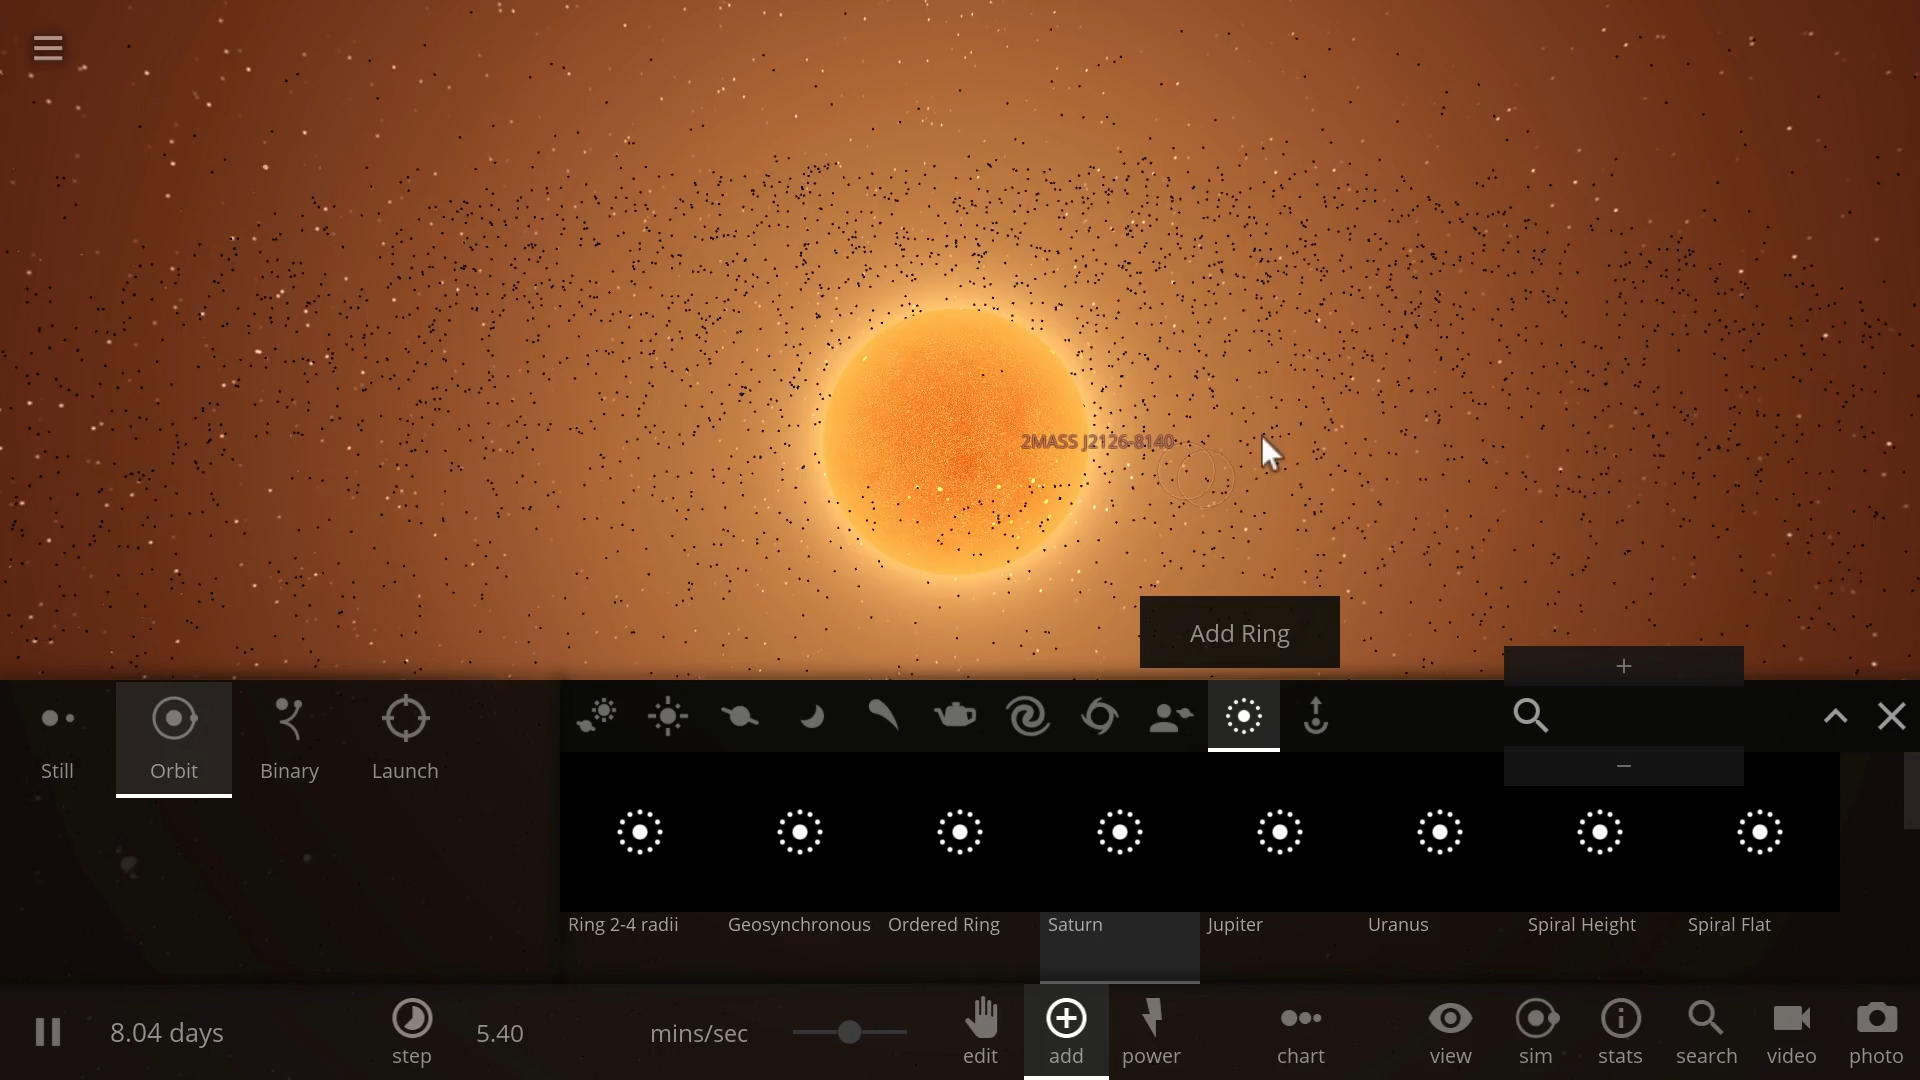 2MASS J2126-8140
Add Ring
+
Still
Orbit
Binary
Launch
−
Ring 2-4 radii
Geosynchronous
Ordered Ring
Saturn
Jupiter
Uranus
Spiral Height
Spiral Flat
8.04 days
step
5.40
mins/sec
edit
add
power
chart
view
sim
stats
search
video
photo